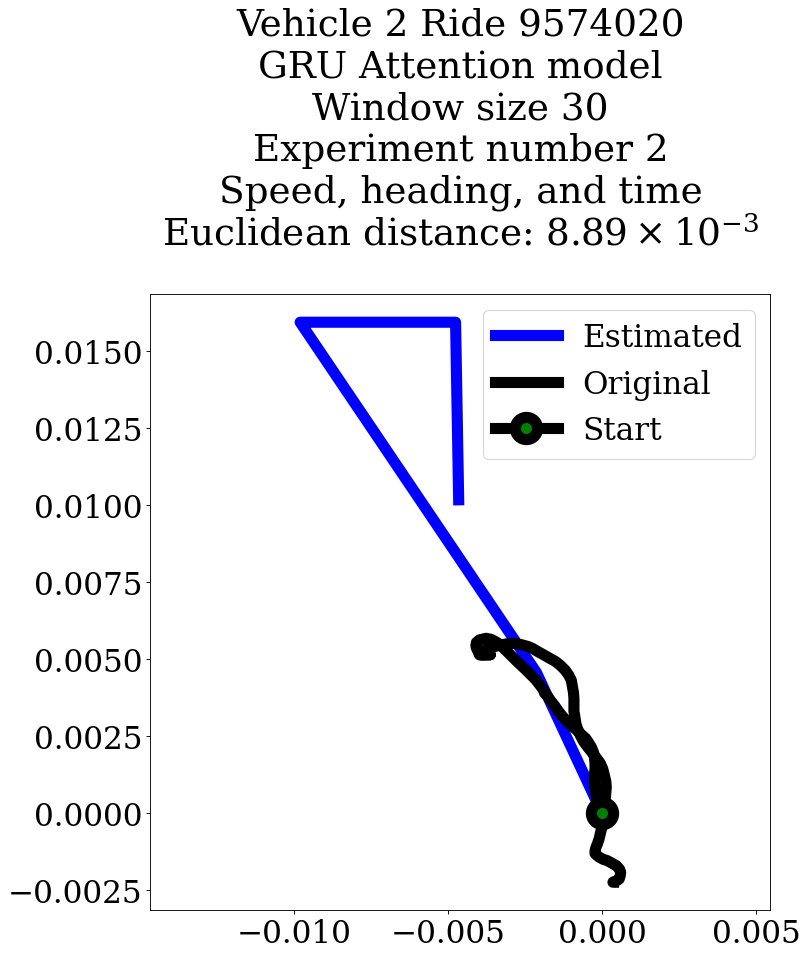 Vehicle 2 Ride 9574020
GRU Attention model
Window size 30
Experiment number 2
Speed, heading, and time
Euclidean distance: 8.89 × 10⁻³
Estimated
Original
Start
0.0150
0.0125
0.0100
0.0075
0.0050
0.0025
0.0000
−0.0025
−0.010 −0.005 0.000 0.005